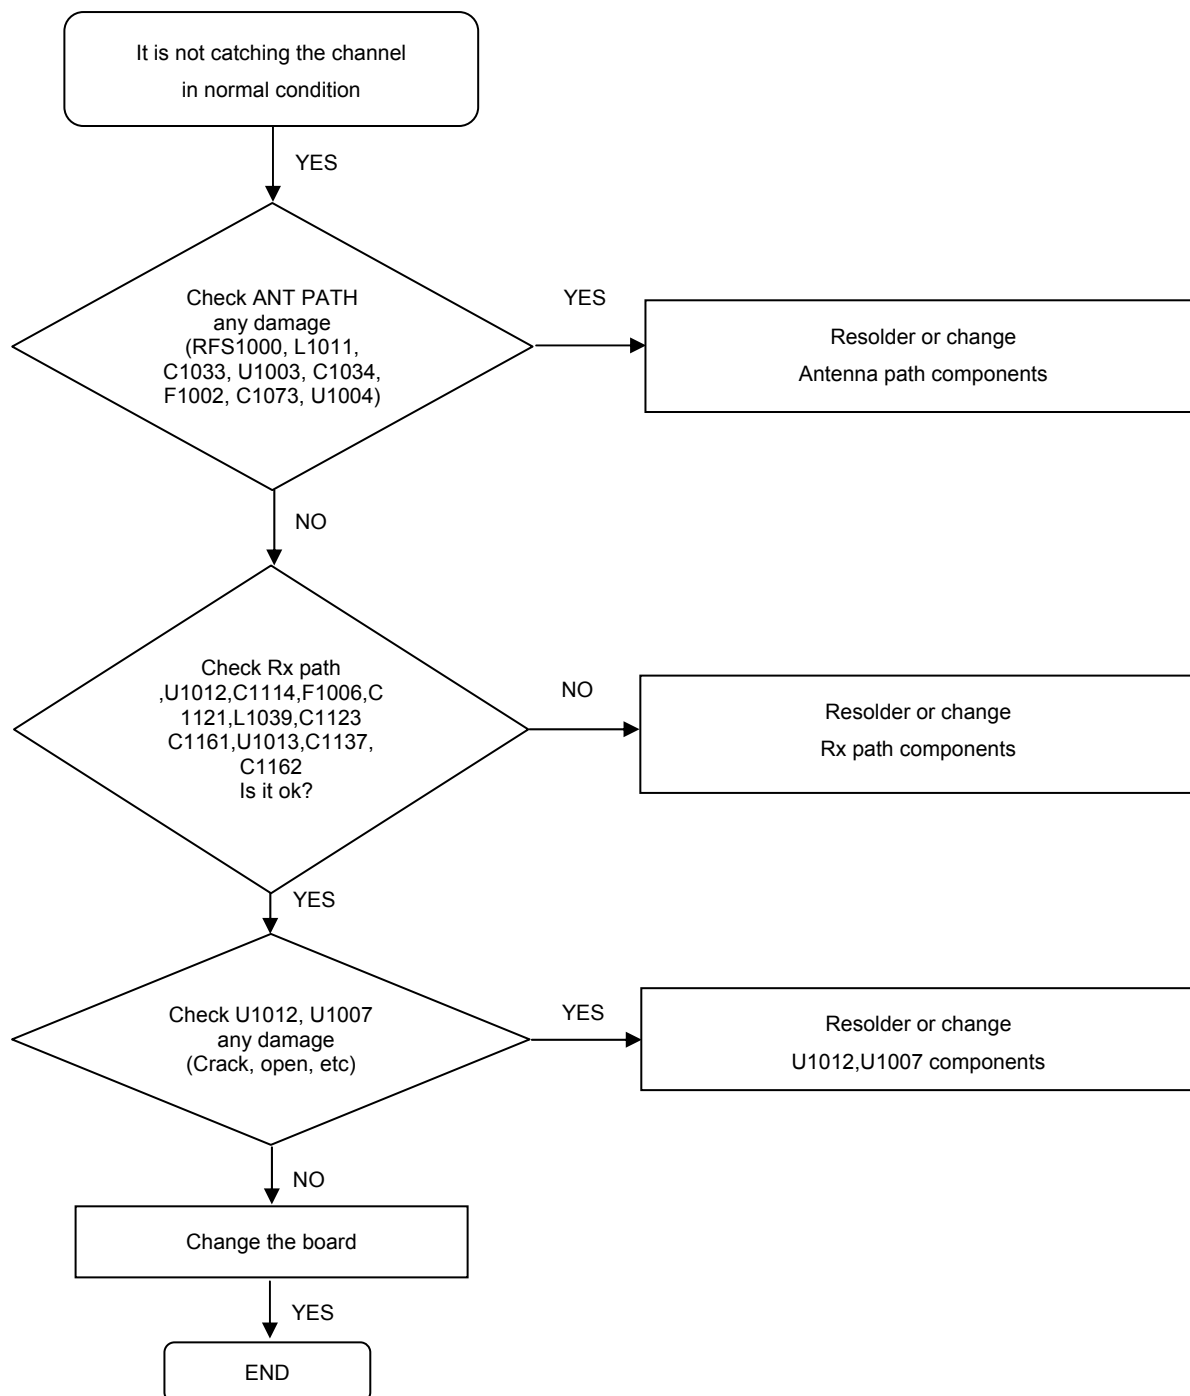 It is not catching the channel
in normal condition
YES
Check ANT PATH
any damage
(RFS1000, L1011,
C1033, U1003, C1034,
F1002, C1073, U1004)
YES
Resolder or change
Antenna path components
NO
Check Rx path
,U1012,C1114,F1006,C
1121,L1039,C1123
C1161,U1013,C1137,
C1162
Is it ok?
NO
Resolder or change
Rx path components
YES
Check U1012, U1007
any damage
(Crack, open, etc)
YES
Resolder or change
U1012,U1007 components
NO
Change the board
YES
END